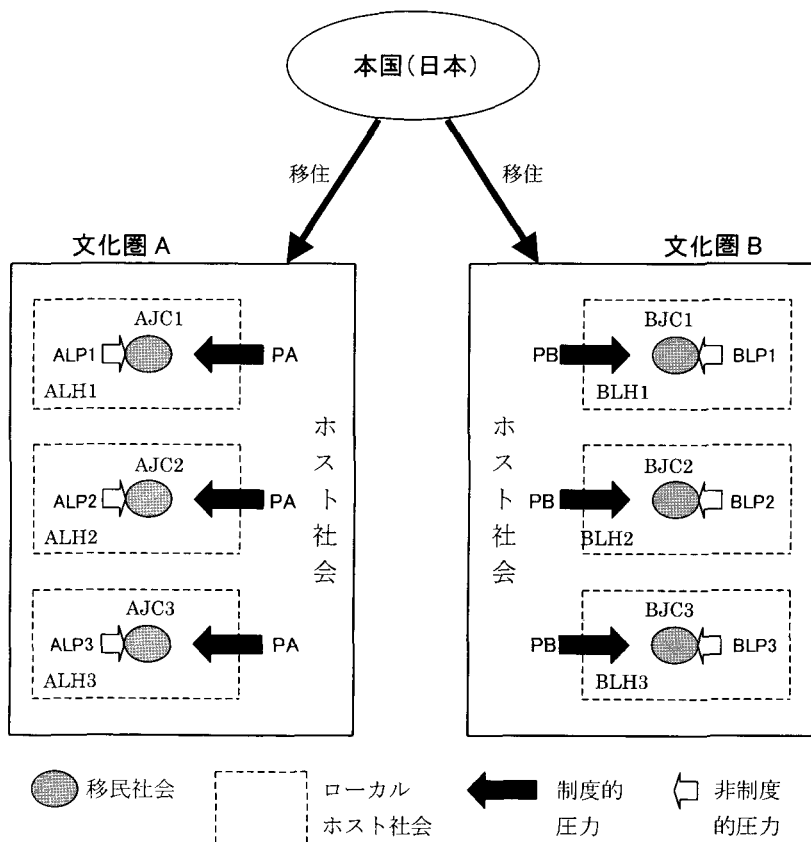 本国(日本)
移住
移住
文化圏 A
文化圏 B
AJC1
ALP1
PA
ALH1
AJC2
ALP2
PA
ALH2
AJC3
ALP3
PA
ALH3
ホスト社会
ホスト社会
BJC1
PB
BLP1
BLH1
BJC2
PB
BLP2
BLH2
BJC3
PB
BLP3
BLH3
移民社会
ローカル
ホスト社会
制度的
圧力
非制度
的圧力